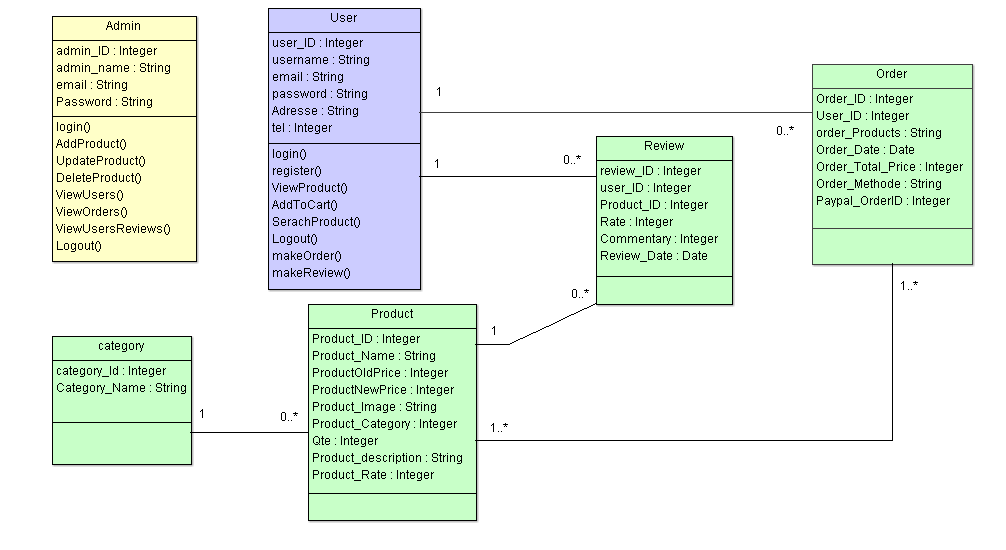 Admin
admin_ID : Integer
admin_name : String
email : String
Password : String
login()
AddProduct()
UpdateProduct()
DeleteProduct()
ViewUsers()
ViewOrders()
ViewUsersReviews()
Logout()
User
user_ID : Integer
username : String
email : String
password : String
Adresse : String
tel : Integer
login()
register()
ViewProduct()
AddToCart()
SerachProduct()
Logout()
makeOrder()
makeReview()
1
0..*
1
0..*
Order
Order_ID : Integer
User_ID : Integer
order_Products : String
Order_Date : Date
Order_Total_Price : Integer
Order_Methode : String
Paypal_OrderID : Integer
Review
review_ID : Integer
user_ID : Integer
Product_ID : Integer
Rate : Integer
Commentary : Integer
Review_Date : Date
0..*
1
1..*
1..*
Product
Product_ID : Integer
Product_Name : String
ProductOldPrice : Integer
ProductNewPrice : Integer
Product_Image : String
Product_Category : Integer
Qte : Integer
Product_description : String
Product_Rate : Integer
category
category_Id : Integer
Category_Name : String
1
0..*